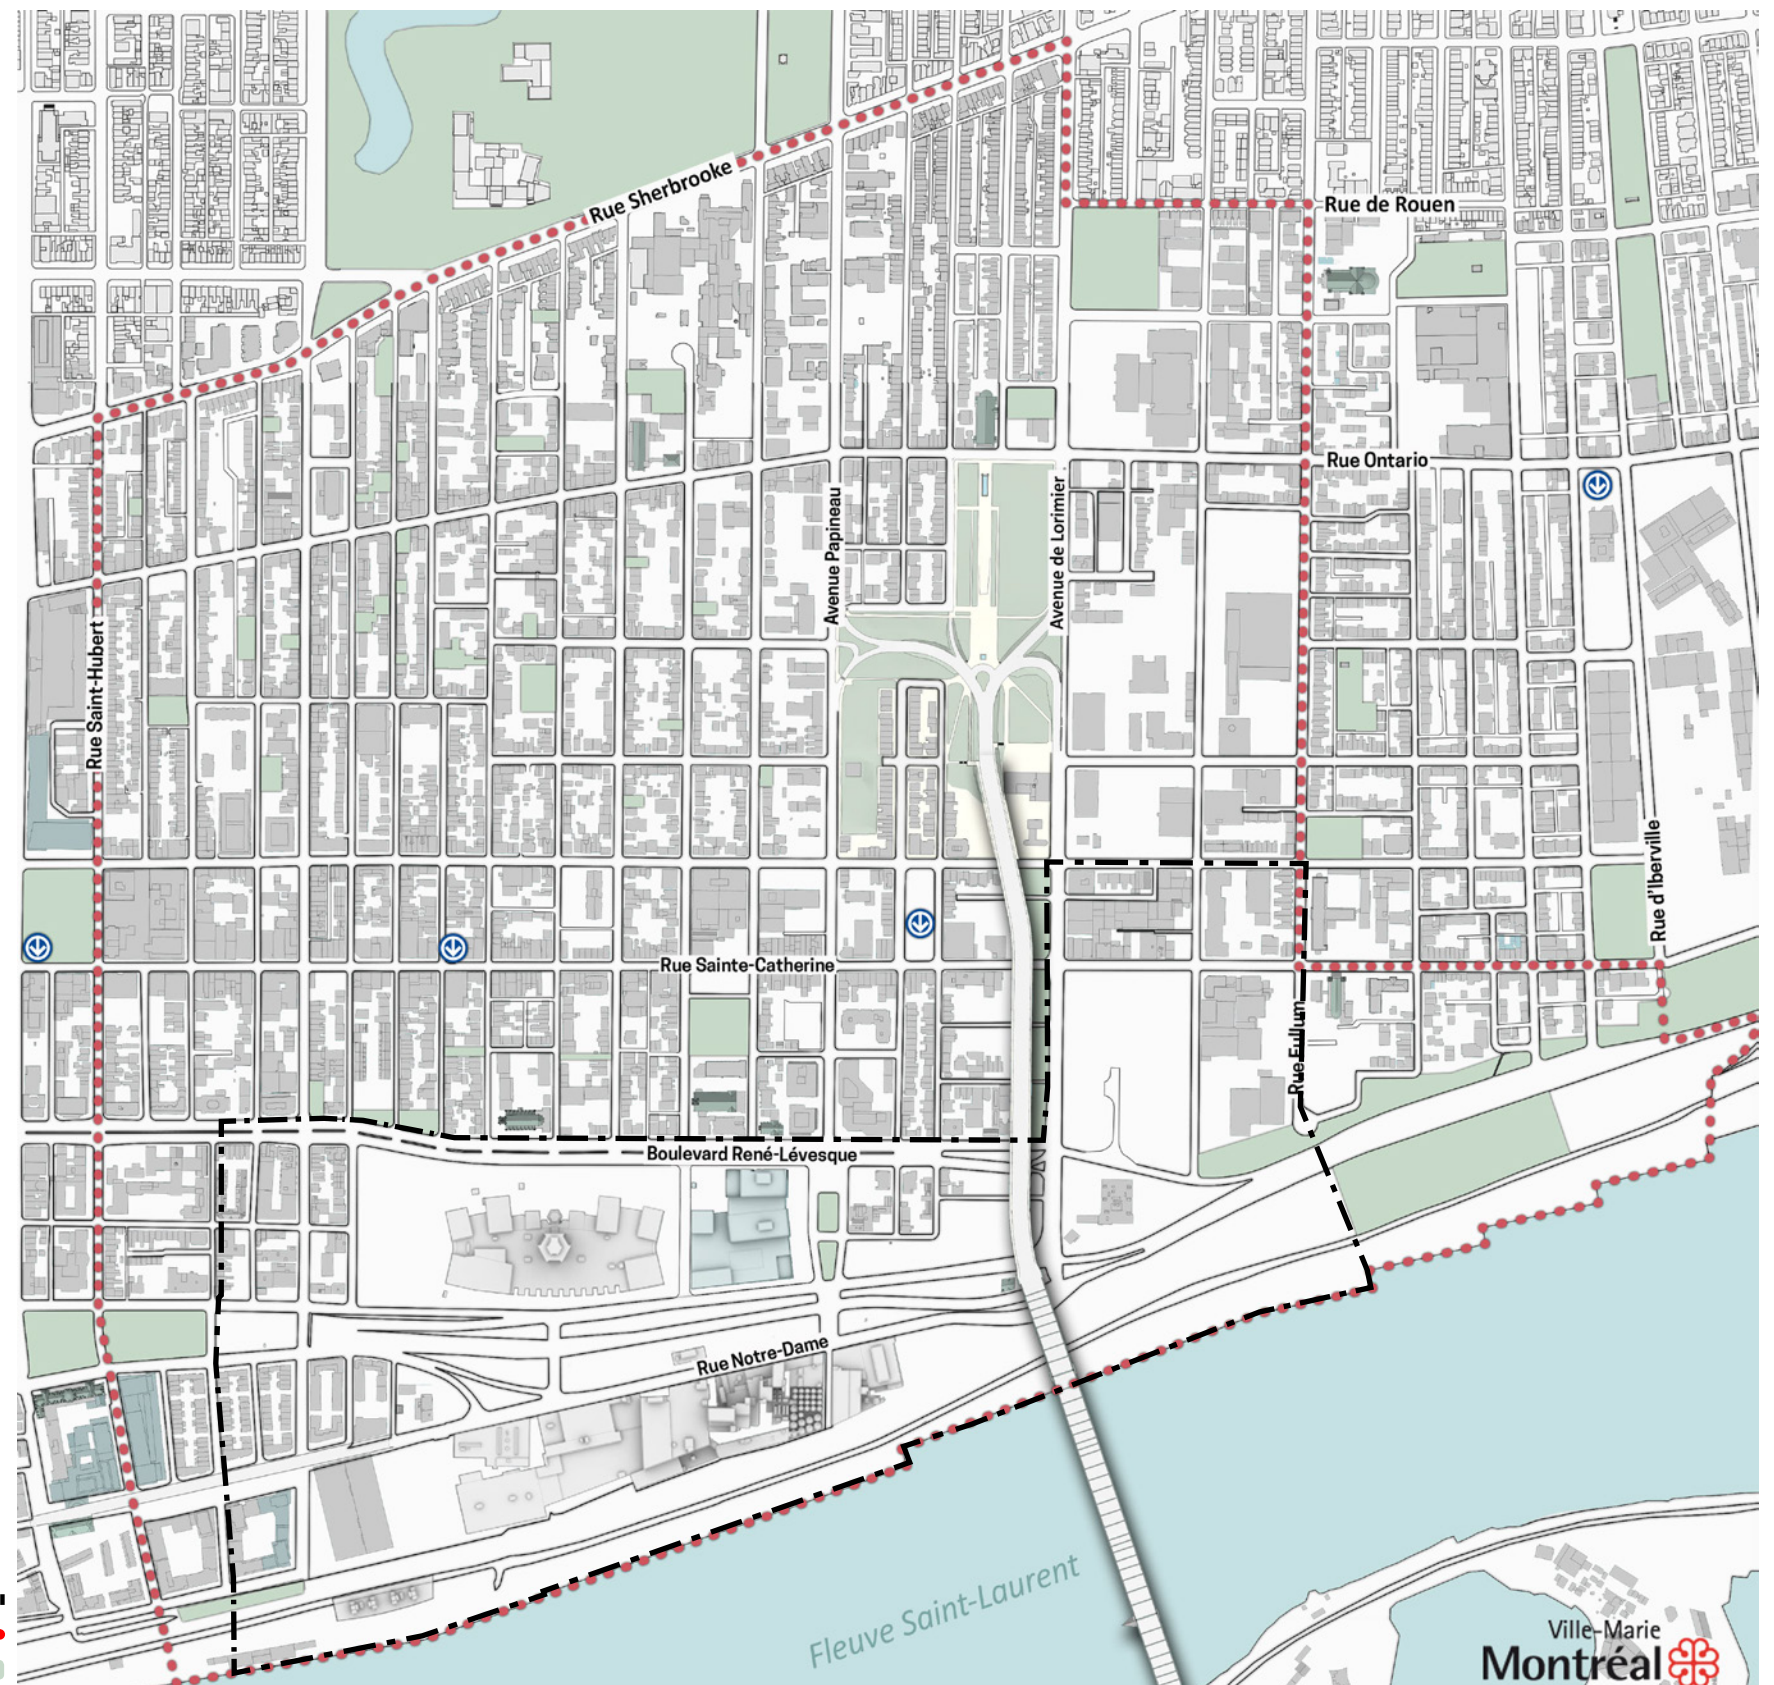 Rue Sherbrooke
Rue de Rouen
Rue Ontario
Avenue Papineau
Avenue de Lorimier
Rue Saint-Hubert
Rue d'Iberville
Rue Sainte-Catherine
Rue Fullum
Boulevard René-Lévesque
Rue Notre-Dame
Fleuve Saint-Laurent
Ville-Marie
Montréal